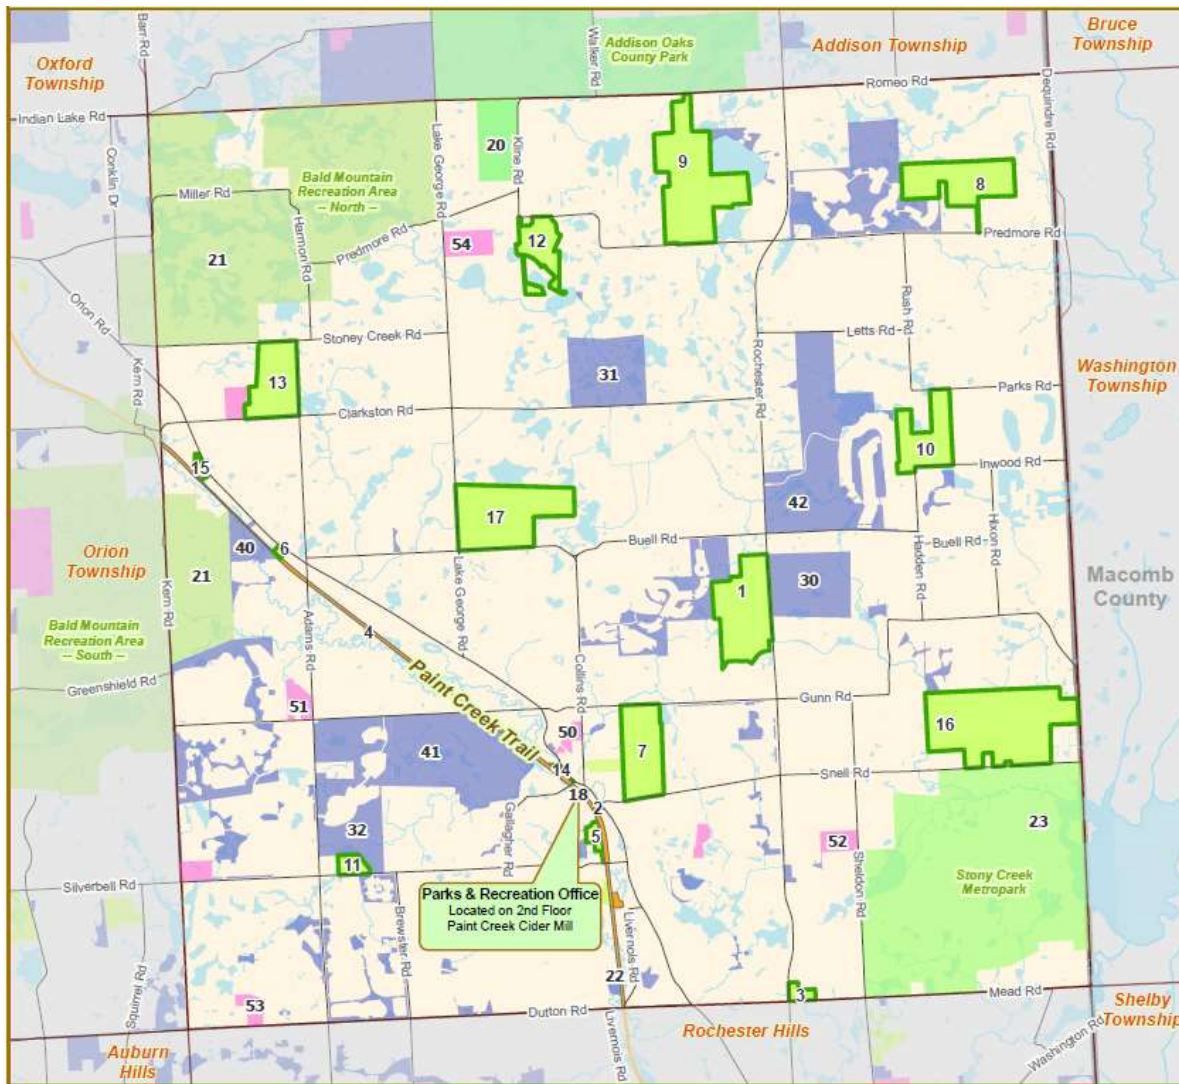 Bruce
Township
Addison Oaks
County Park
Addison Township
Oxford
Township
Barr Rd
Walker Rd
Romeo Rd
Dequindre Rd
Indian Lake Rd
Conklin Dr
Lake George Rd
20
Kline Rd
9
8
Bald Mountain
Recreation Area
-- North --
Miller Rd
Harmon Rd
Predmore Rd
54
12
Predmore Rd
21
Orion Rd
Rush Rd
Letts Rd
Stoney Creek Rd
Rochester Rd
Kern Rd
13
31
Washington
Township
Parks Rd
Clarkston Rd
10
15
Inwood Rd
17
42
Hixon Rd
Buell Rd
Hadden Rd
Buell Rd
40
6
Orion
Township
21
Lake George Rd
1
30
Macomb
County
Kern Rd
Adams Rd
4
Bald Mountain
Recreation Area
-- South --
Greenshield Rd
Paint Creek Trail
Collins Rd
Gunn Rd
51
16
50
41
7
14
Snell Rd
18
2
Gallagher Rd
32
5
52
23
11
Sheldon Rd
Stony Creek
Metropark
Silverbell Rd
Parks & Recreation Office
Located on 2nd Floor
Paint Creek Cider Mill
Brewster Rd
Livernois Rd
22
Squirrel Rd
53
3
Mead Rd
Dutton Rd
Livernois Rd
Rochester Hills
Shelby
Township
Washington Rd
Auburn
Hills